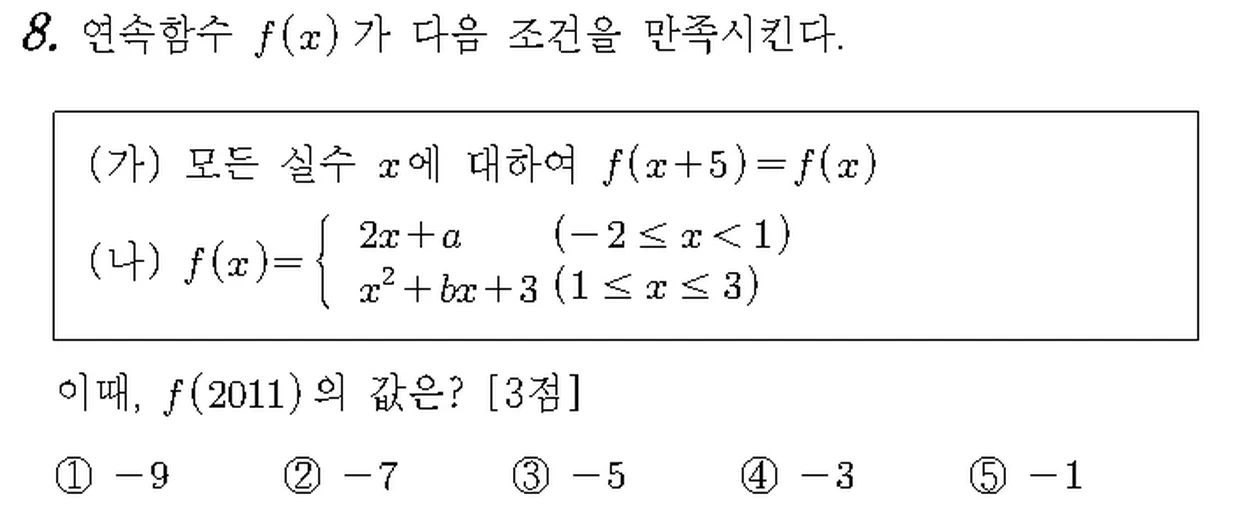 8. 연속함수 f(x)가 다음 조건을 만족시킨다.
(가) 모든 실수 x에 대하여 f(x+5)=f(x)
(나) f(x)={ 2x+a (-2≤x<1)
x²+bx+3 (1≤x≤3)
이때, f(2011)의 값은? [3점]
① -9 ② -7 ③ -5 ④ -3 ⑤ -1